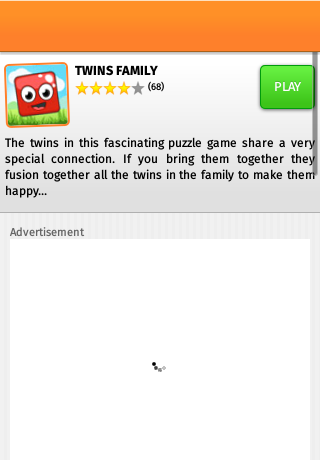 TWINS FAMILY
(68)
PLAY
The twins in this fascinating puzzle game share a very
special connection. If you bring them together they
fusion together all the twins in the family to make them
happy...
Advertisement